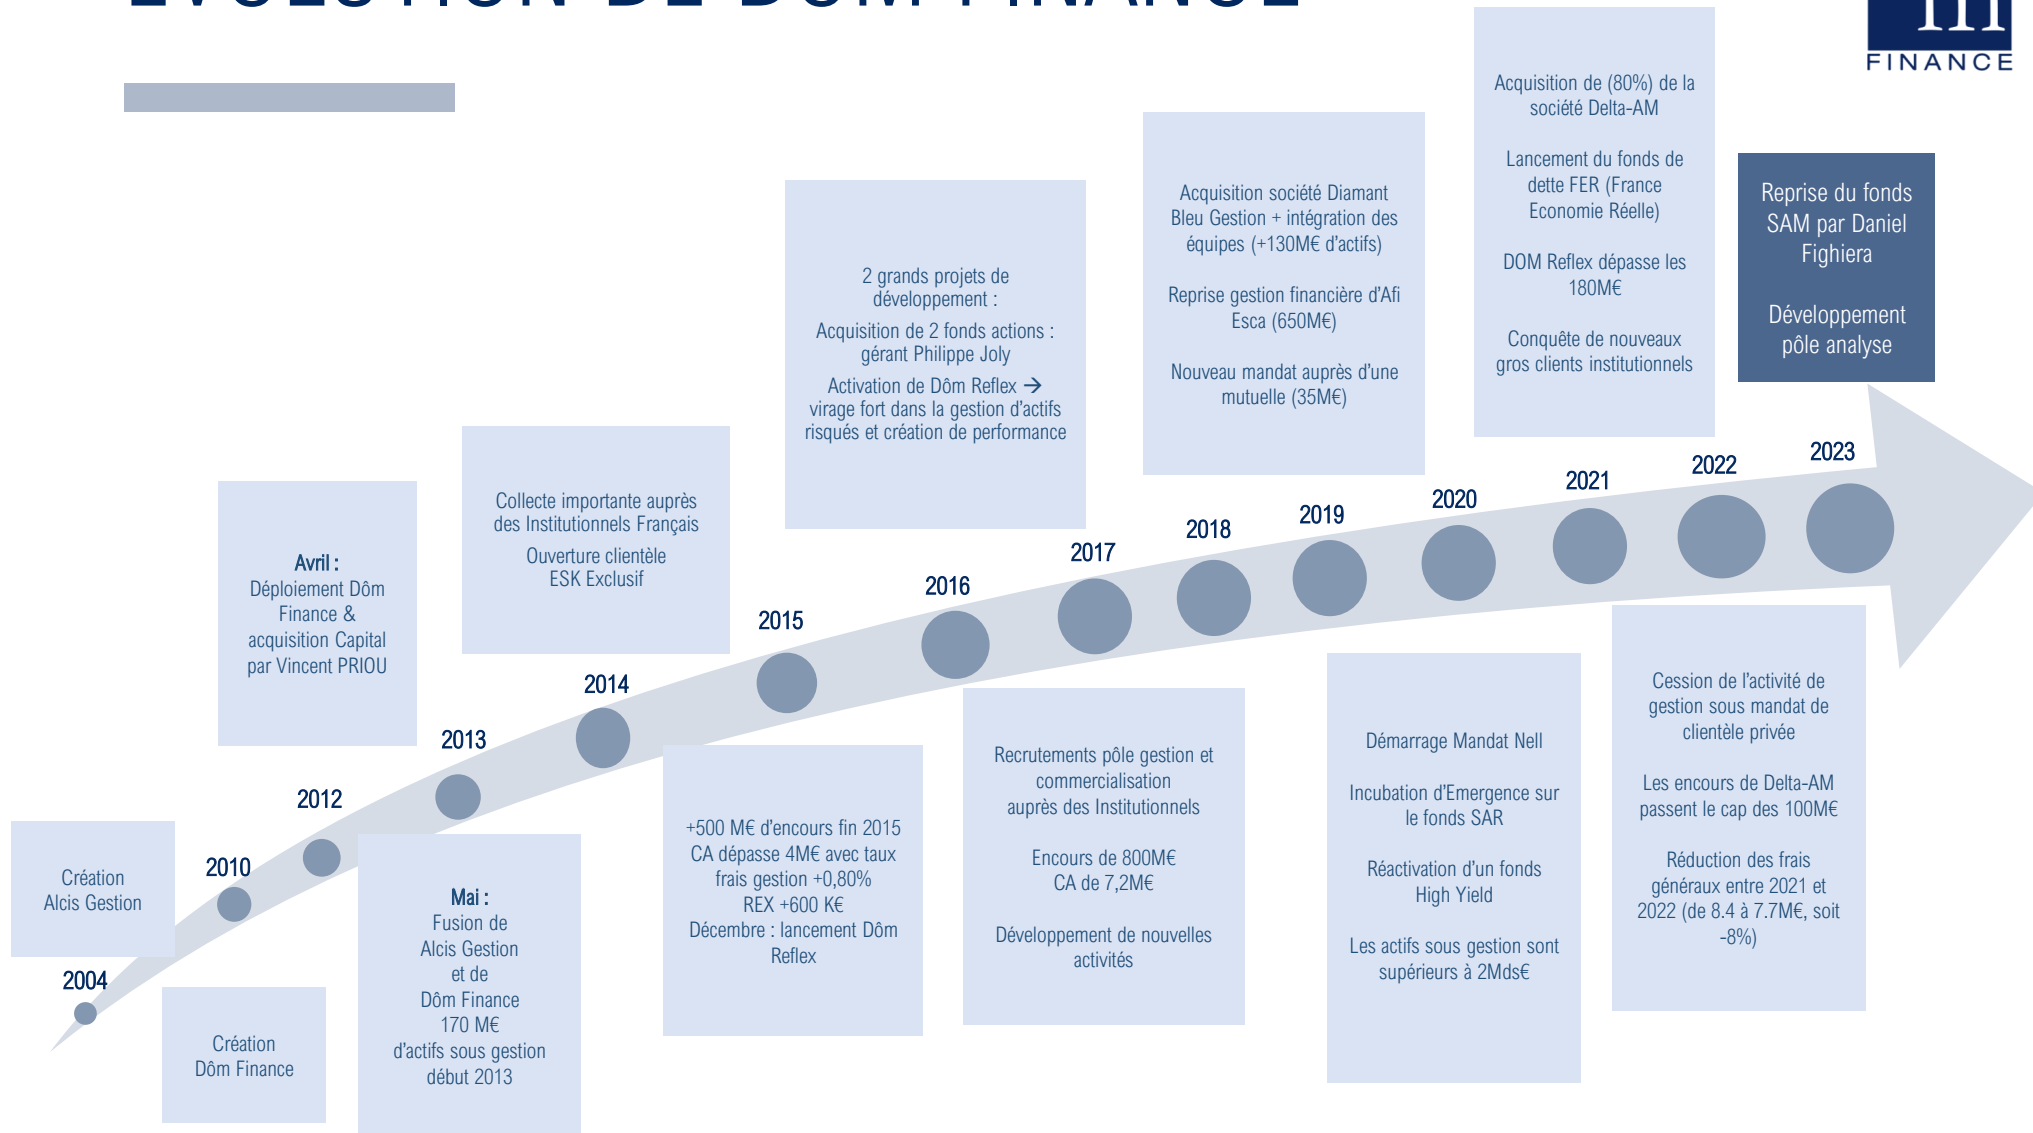 EVOLUTION DE DÔM FINANCE
FINANCE
Création
Alcis Gestion
2004
Création
Dôm Finance
2010
Avril :
Déploiement Dôm
Finance &
acquisition Capital
par Vincent PRIOU
2012
Mai :
Fusion de
Alcis Gestion
et de
Dôm Finance
170 M€
d'actifs sous gestion
début 2013
2013
Collecte importante auprès
des Institutionnels Français
Ouverture clientèle
ESK Exclusif
2014
+500 M€ d'encours fin 2015
CA dépasse 4M€ avec taux
frais gestion +0,80%
REX +600 K€
Décembre : lancement Dôm
Reflex
2015
2 grands projets de
développement :
Acquisition de 2 fonds actions :
gérant Philippe Joly
Activation de Dôm Reflex →
virage fort dans la gestion d'actifs
risqués et création de performance
2016
Recrutements pôle gestion et
commercialisation
auprès des Institutionnels
Encours de 800M€
CA de 7,2M€
Développement de nouvelles
activités
2017
2018
Acquisition société Diamant
Bleu Gestion + intégration des
équipes (+130M€ d'actifs)
Reprise gestion financière d'Afi
Esca (650M€)
Nouveau mandat auprès d'une
mutuelle (35M€)
2019
Démarrage Mandat Nell
Incubation d'Emergence sur
le fonds SAR
Réactivation d'un fonds
High Yield
Les actifs sous gestion sont
supérieurs à 2Mds€
2020
Acquisition de (80%) de la
société Delta-AM
Lancement du fonds de
dette FER (France
Economie Réelle)
DOM Reflex dépasse les
180M€
Conquête de nouveaux
gros clients institutionnels
2021
Cession de l'activité de
gestion sous mandat de
clientèle privée
Les encours de Delta-AM
passent le cap des 100M€
Réduction des frais
généraux entre 2021 et
2022 (de 8.4 à 7.7M€, soit
-8%)
2022
Reprise du fonds
SAM par Daniel
Fighiera
Développement
pôle analyse
2023